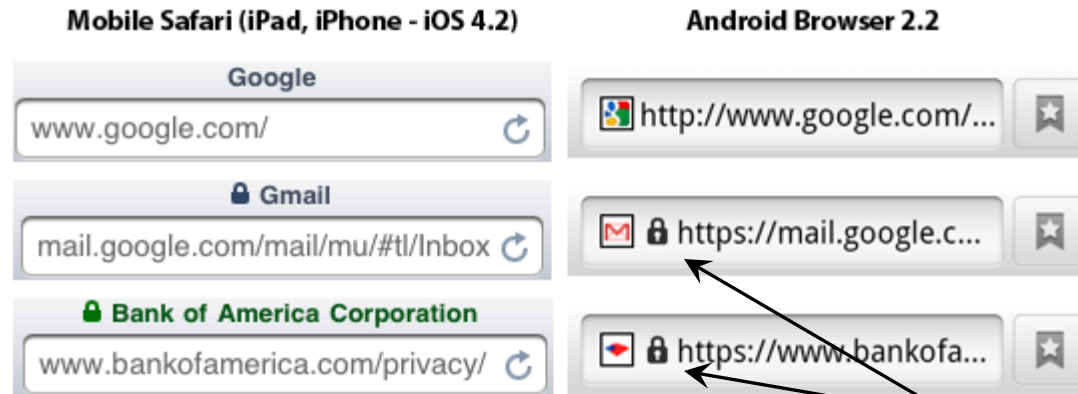 Mobile Safari (iPad, iPhone - iOS 4.2)
Google
www.google.com/
Gmail
mail.google.com/mail/mu/#tl/Inbox
Bank of America Corporation
www.bankofamerica.com/privacy/
Android Browser 2.2
http://www.google.com/...
https://mail.google.c...
https://www.bankofa...